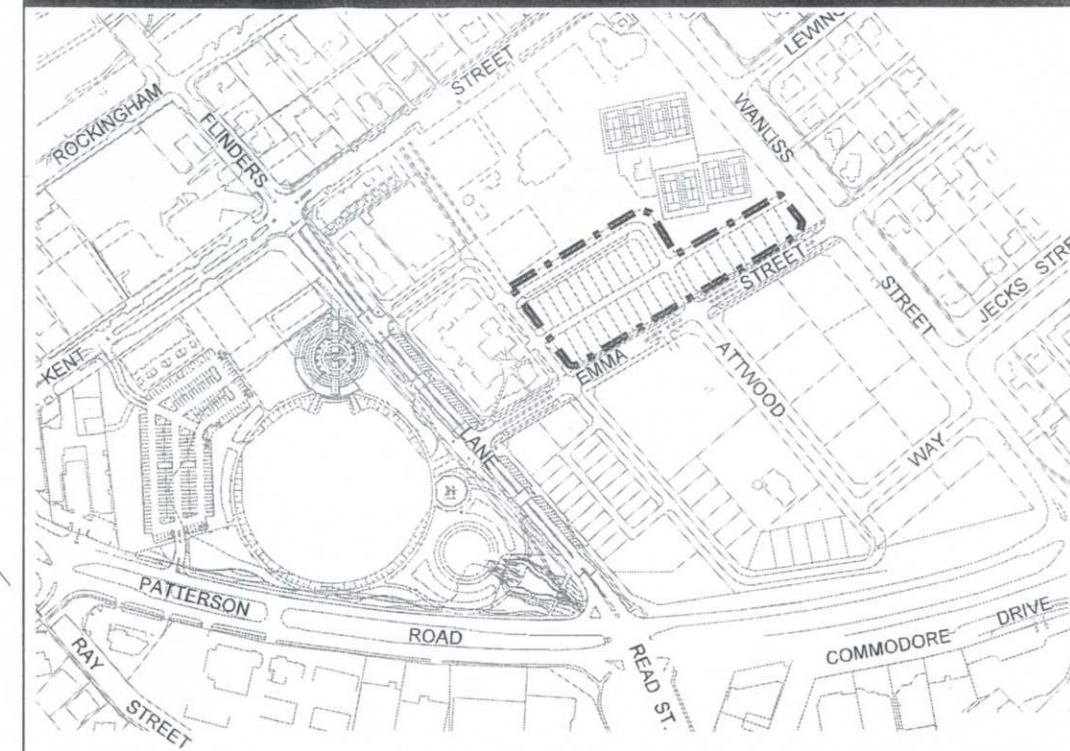 LEWING
STREET
ROCKINGHAM
FLINDERS
WANLISS
STREET
JECKS STRE
STREET
EMMA
ATTWOOD
KENT
LANE
WAY
PATTERSON
ROAD
RAY
STREET
READ ST.
COMMODORE DRIVE